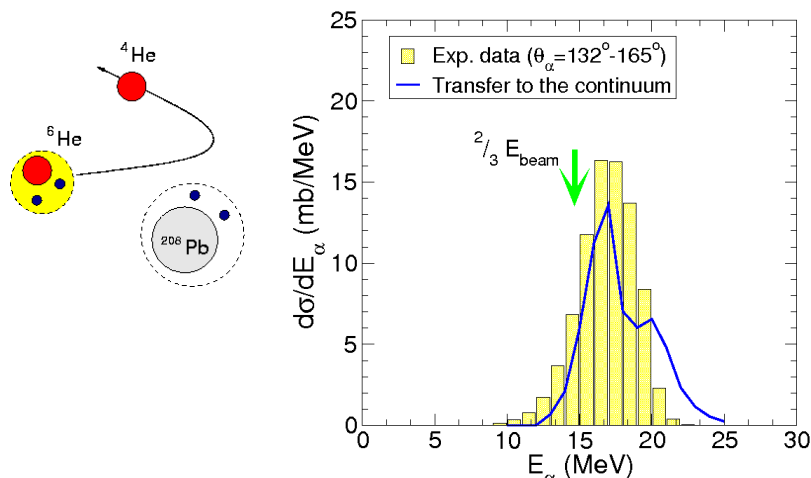 ⁴He
⁶He
²⁰⁸Pb
Exp. data (θα=132°-165°)
Transfer to the continuum
²/₃ Ebeam
dσ/dEα (mb/MeV)
25
20
15
10
5
0
0 5 10 15 20 25 30
Eα (MeV)